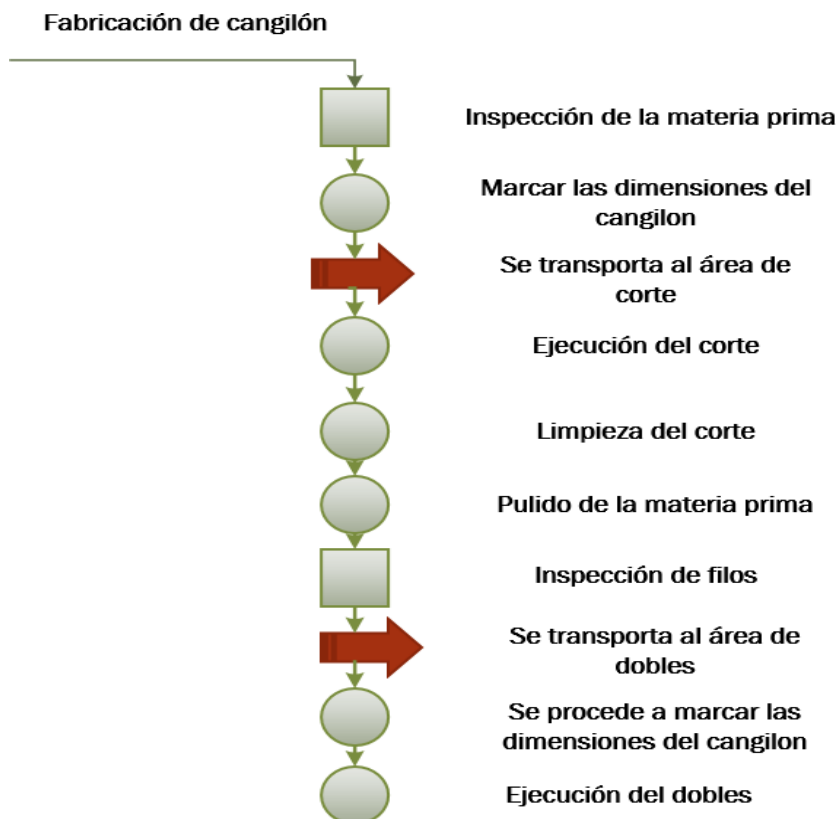 Fabricación de cangilón
Inspección de la materia prima
Marcar las dimensiones del
cangilon
Se transporta al área de
corte
Ejecución del corte
Limpieza del corte
Pulido de la materia prima
Inspección de filos
Se transporta al área de
dobles
Se procede a marcar las
dimensiones del cangilon
Ejecución del dobles